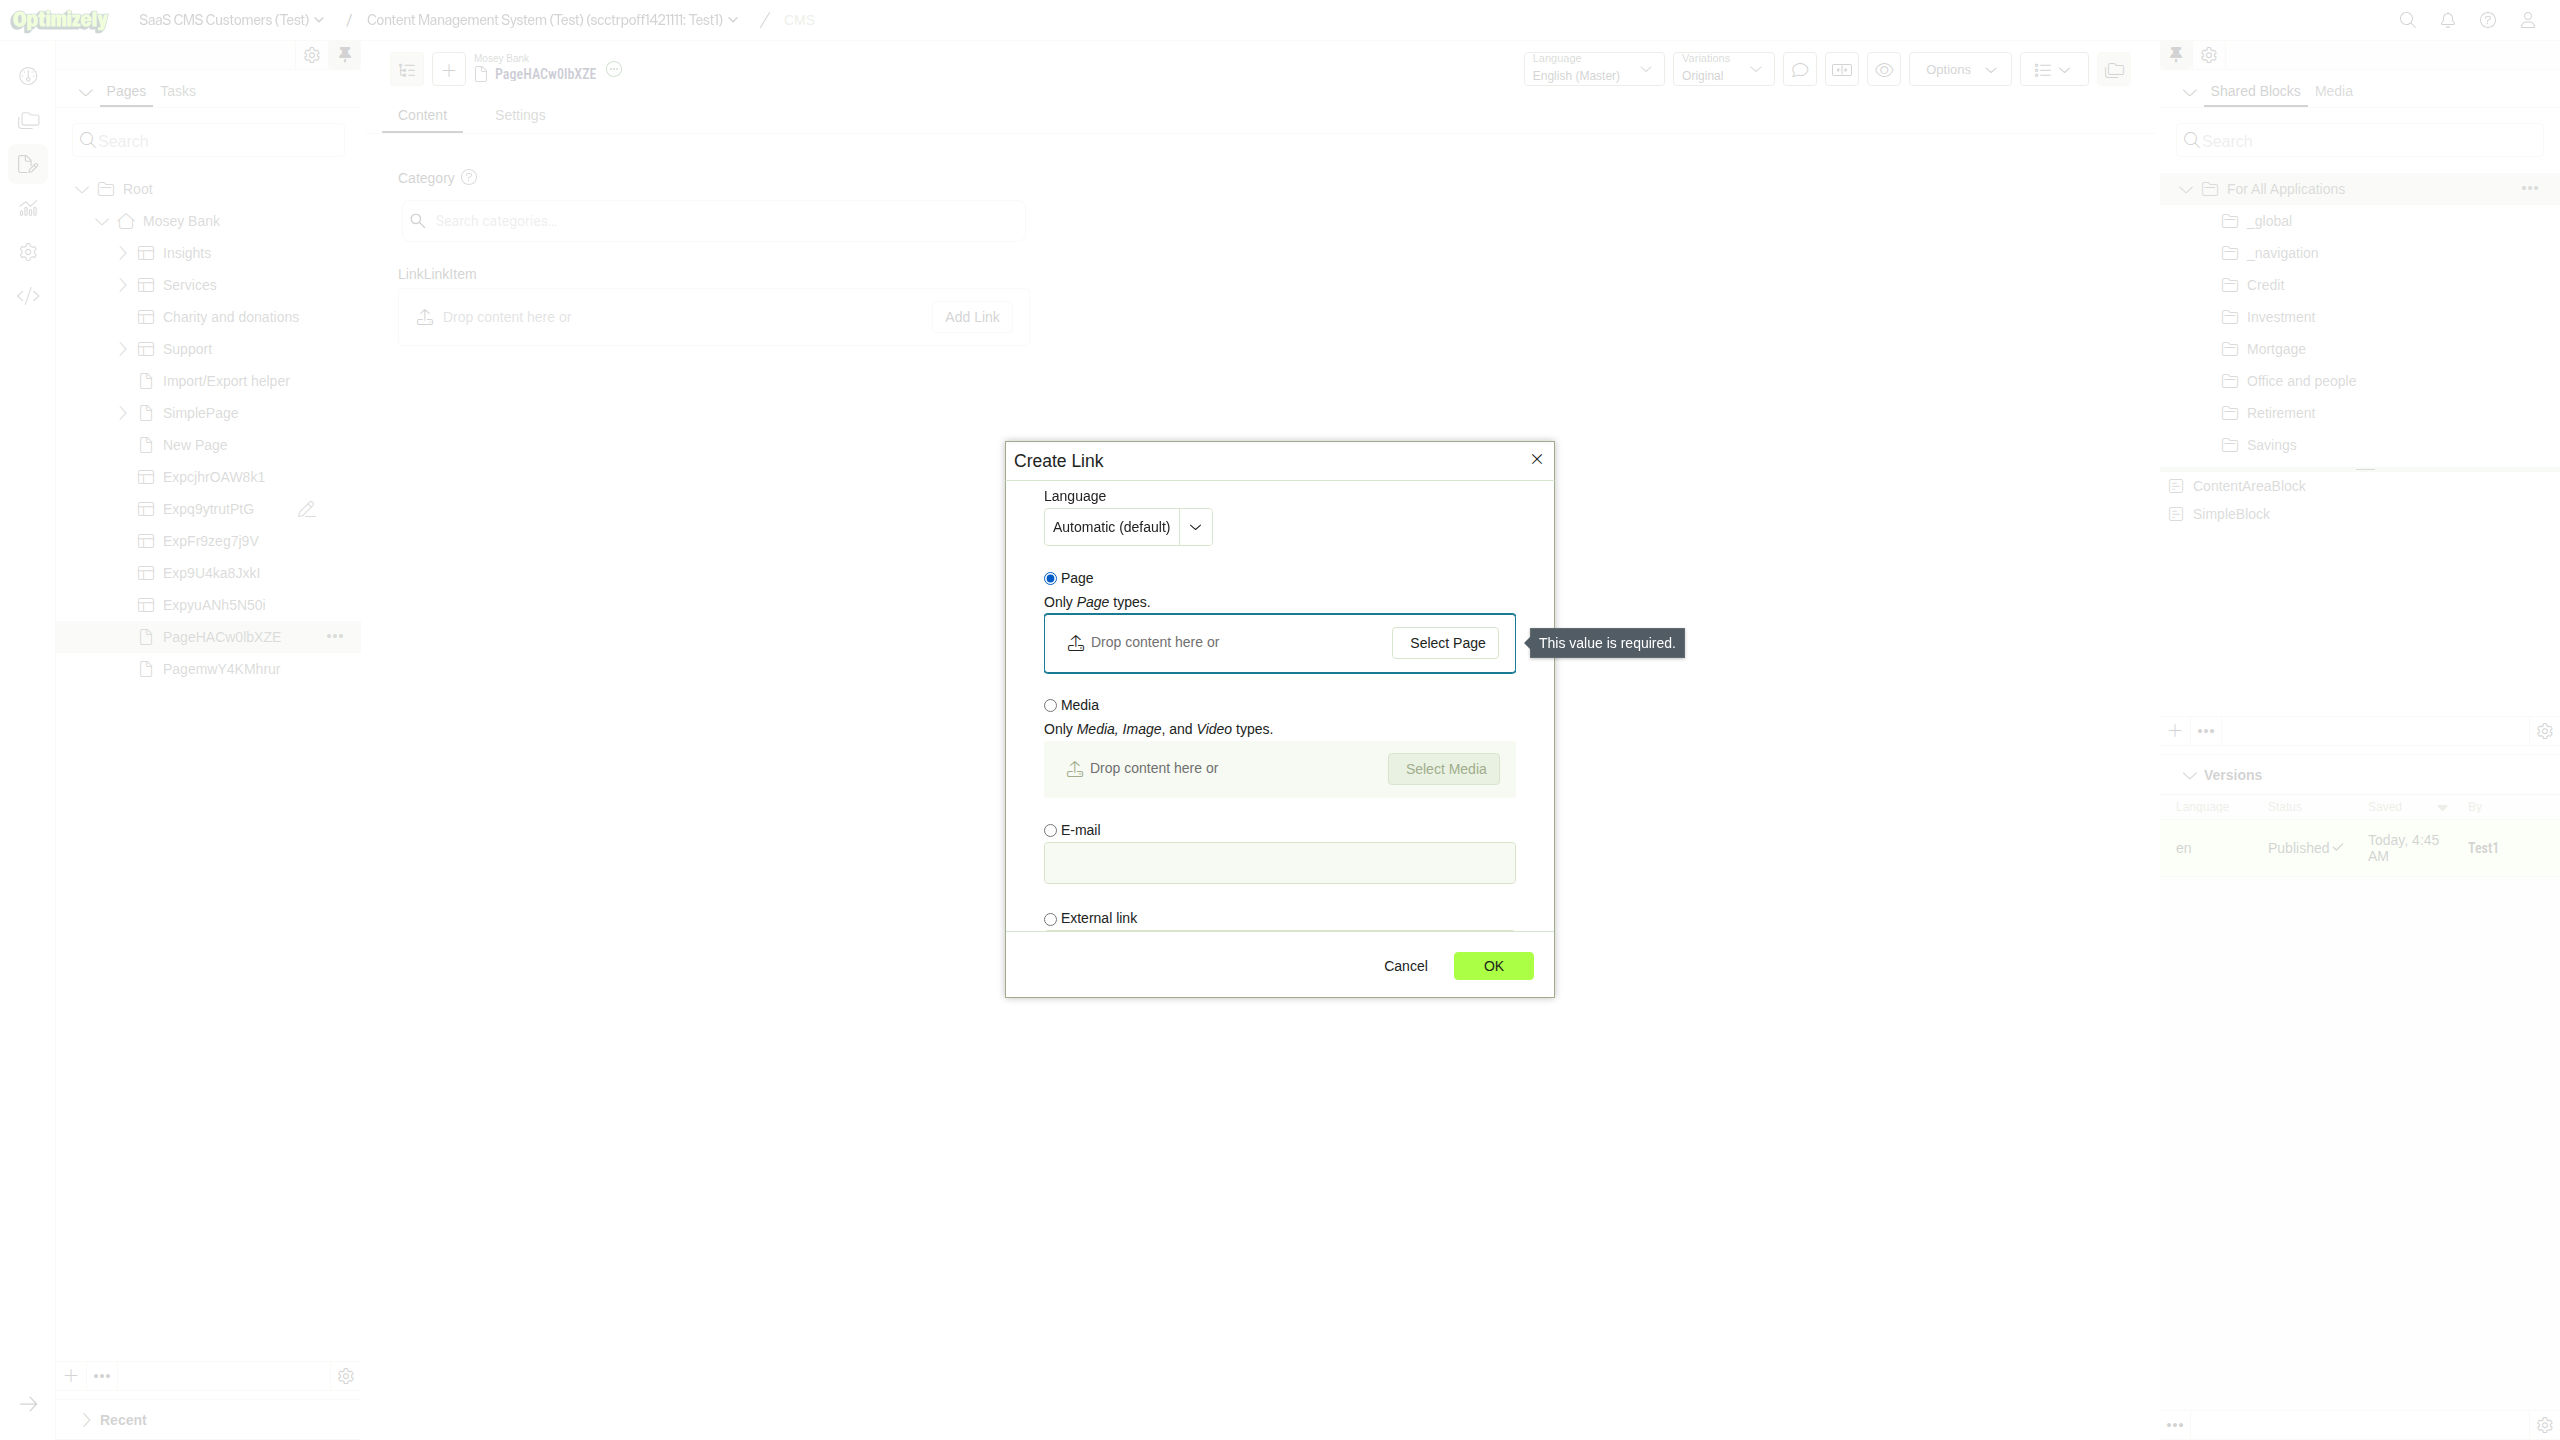 Optimizely
SaaS CMS Customers (Test) / Content Management System (Test) (scctrpoff1421111: Test1) / CMS
Pages Tasks
Search
Root
Mosey Bank
Insights
Services
Charity and donations
Support
Import/Export helper
SimplePage
New Page
ExpcjhrOAW8k1
Expq9ytrutPtG
ExpFr9zeg7j9V
Exp9U4ka8JxkI
ExpyuANh5N50i
PageHACw0lbXZE
PagemwY4KMhrur
Recent
Mosey Bank
PageHACw0lbXZE
Language
English (Master)
Variations
Original
Options
Content Settings
Category
Search categories...
LinkLinkItem
Drop content here or Add Link
Create Link
Language
Automatic (default)
Page
Only Page types.
Drop content here or Select Page
This value is required.
Media
Only Media, Image, and Video types.
Drop content here or Select Media
E-mail
External link
Cancel OK
Shared Blocks Media
Search
For All Applications
_global
_navigation
Credit
Investment
Mortgage
Office and people
Retirement
Savings
ContentAreaBlock
SimpleBlock
Versions
Language Status Saved By
en Published Today, 4:45 AM Test1